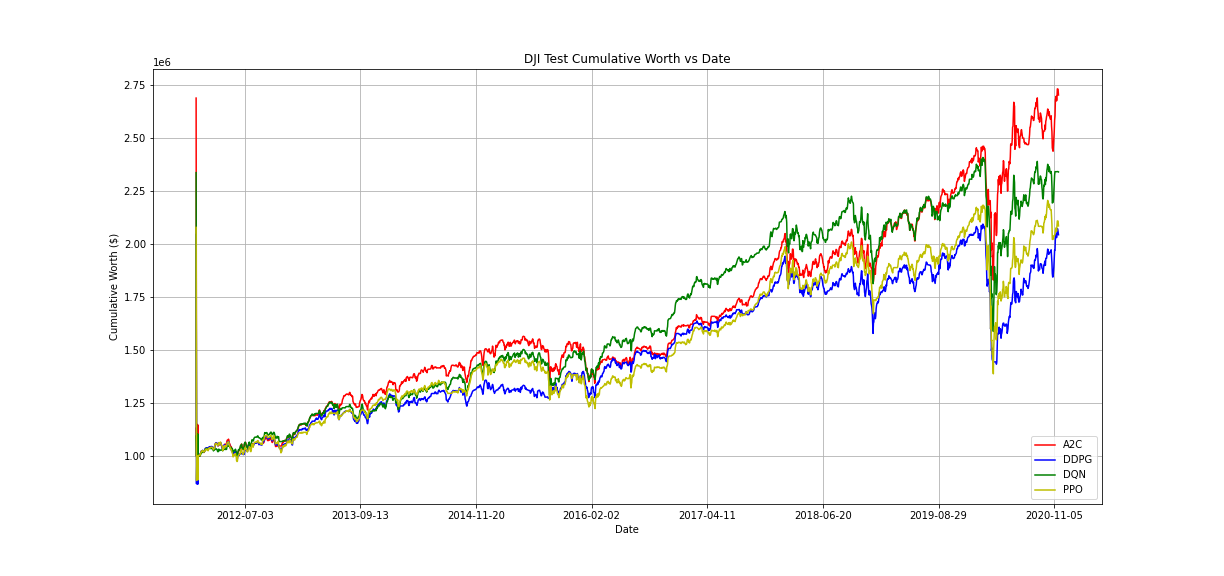 DJI Test Cumulative Worth vs Date
1e6
2.75
2.50
2.25
2.00
1.75
1.50
1.25
1.00
Cumulative Worth ($)
2012-07-03 2013-09-13 2014-11-20 2016-02-02 2017-04-11 2018-06-20 2019-08-29 2020-11-05
Date
A2C
DDPG
DQN
PPO